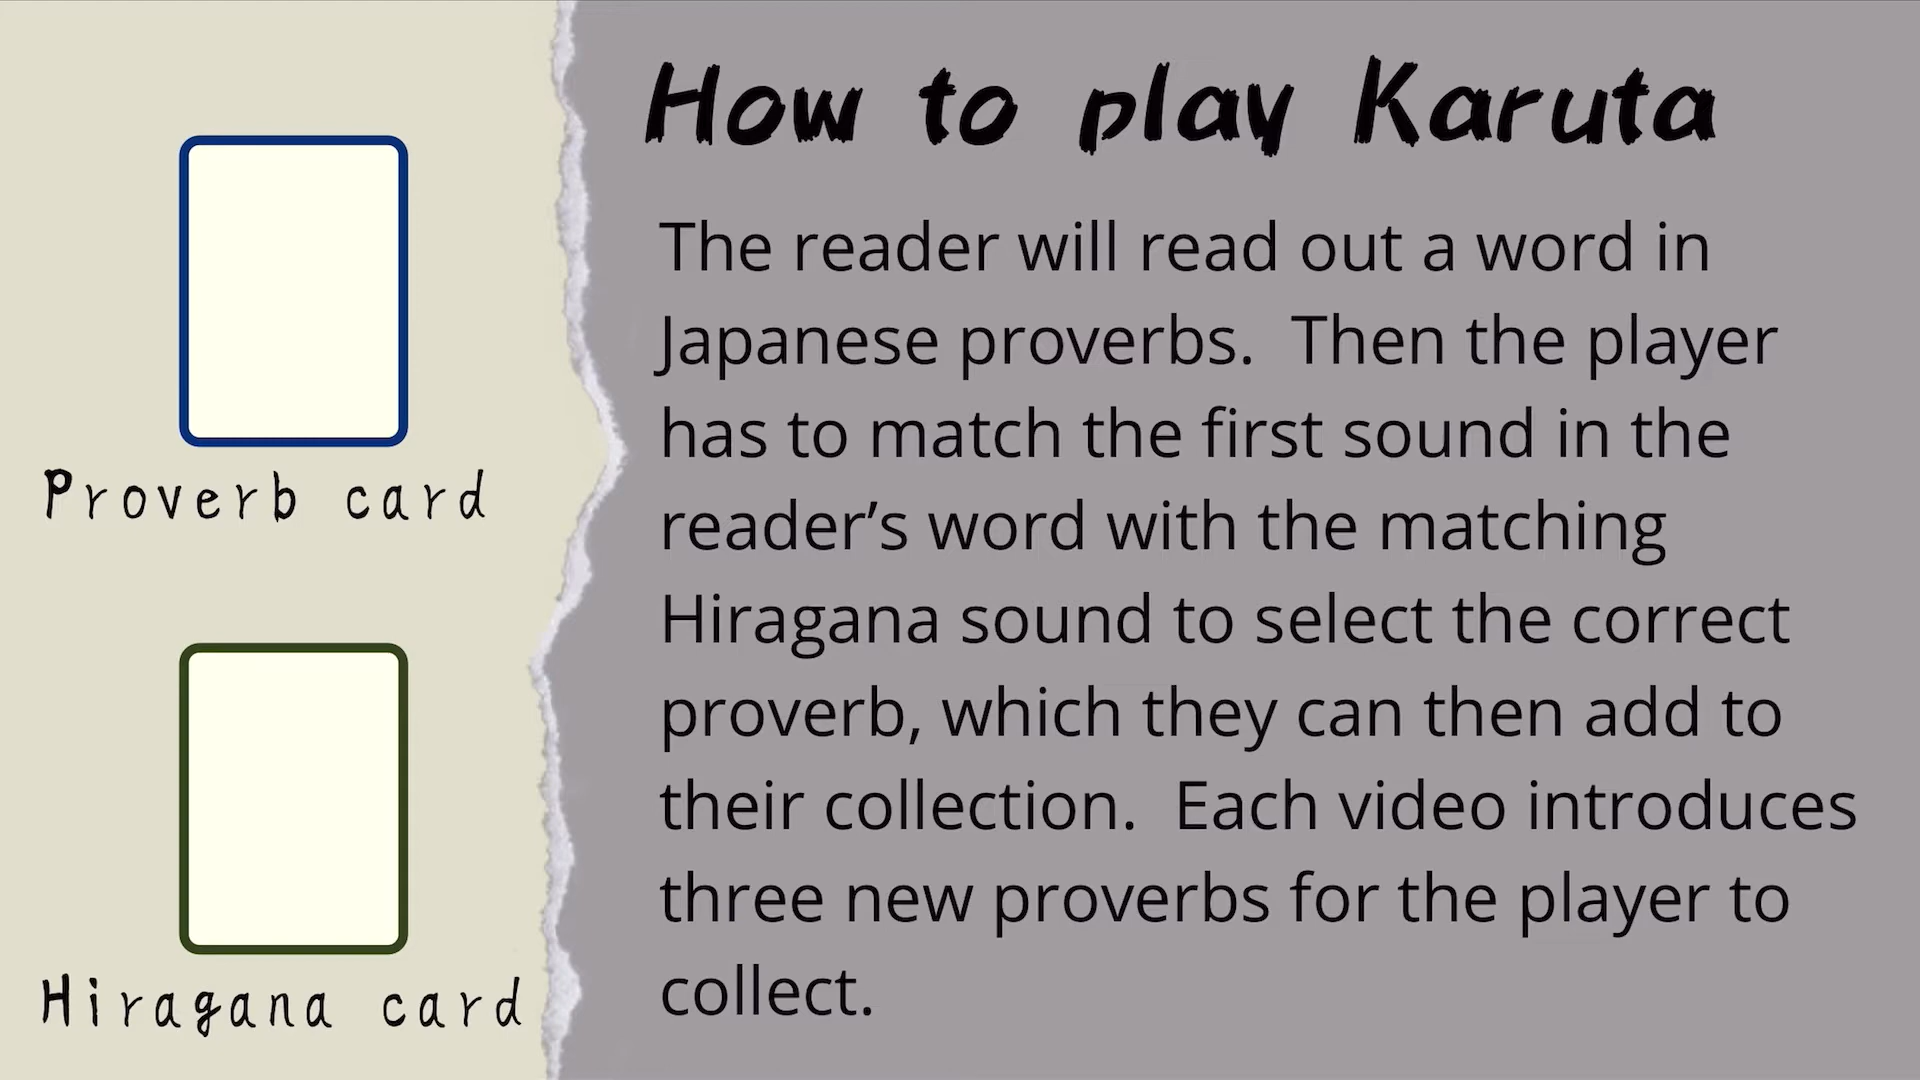 How to play Karuta
The reader will read out a word in
Japanese proverbs.  Then the player
has to match the first sound in the
reader’s word with the matching
Hiragana sound to select the correct
proverb, which they can then add to
their collection.  Each video introduces
three new proverbs for the player to
collect.
Proverb card
Hiragana card